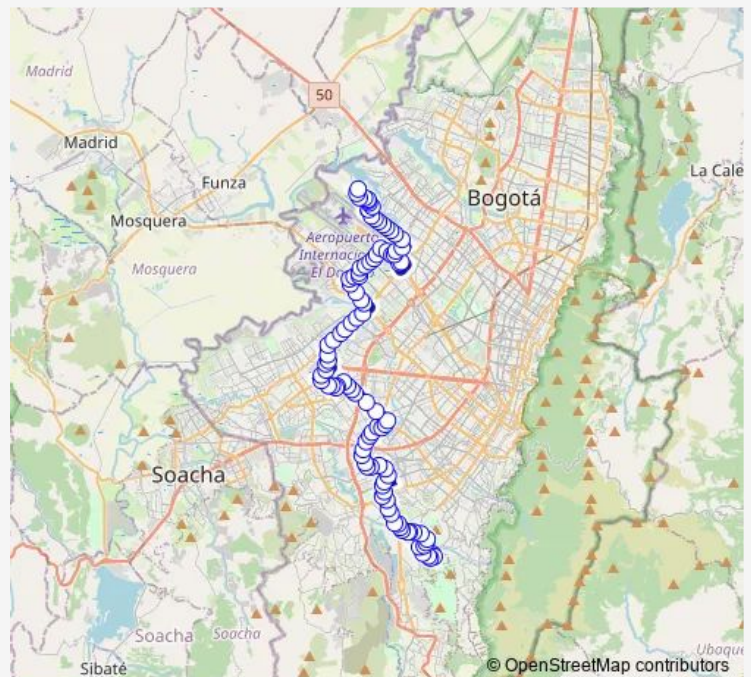 Madrid
50
Madrid
Funza
La Cale
Bogotá
Mosquera
Aeropuerto
Internacio
El Do
Mosquera
Soacha
Soacha
Soacha
Sibaté
Ubaque
© OpenStreetMap contributors